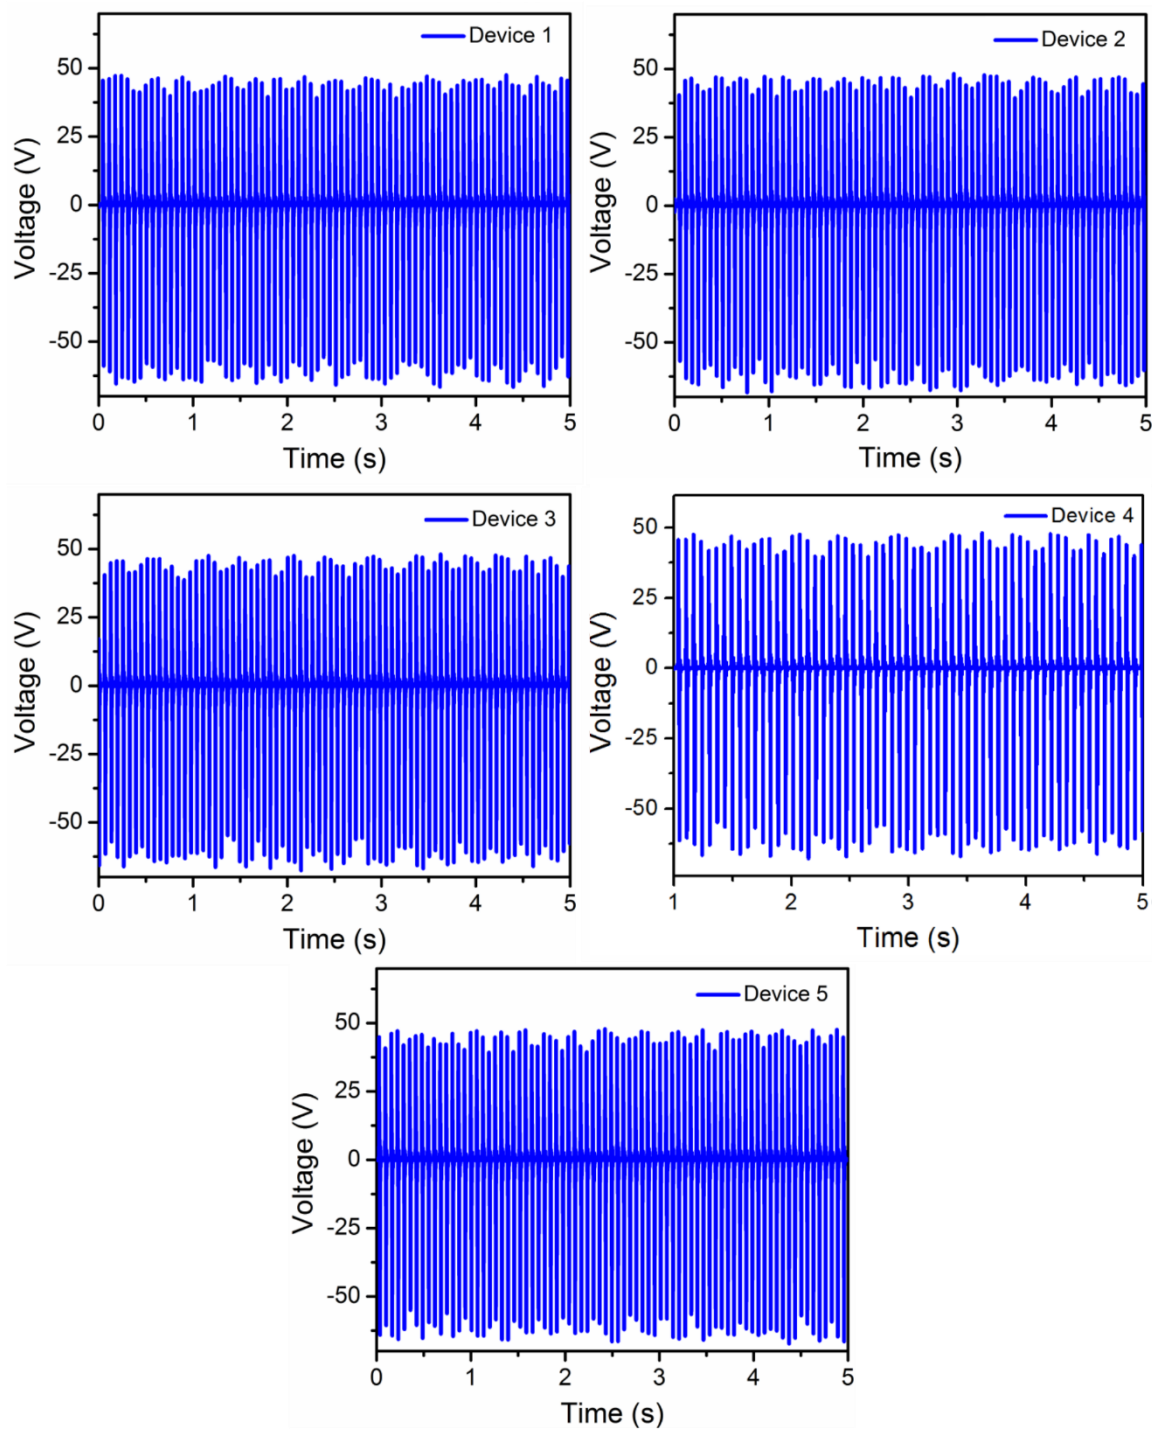 Device 1
50
25
0
-25
-50
Voltage (V)
0 1 2 3 4 5
Time (s)
Device 2
50
25
0
-25
-50
Voltage (V)
0 1 2 3 4 5
Time (s)
Device 3
50
25
0
-25
-50
Voltage (V)
0 1 2 3 4 5
Time (s)
Device 4
50
25
0
-25
-50
Voltage (V)
1 2 3 4 5
Time (s)
Device 5
50
25
0
-25
-50
Voltage (V)
0 1 2 3 4 5
Time (s)